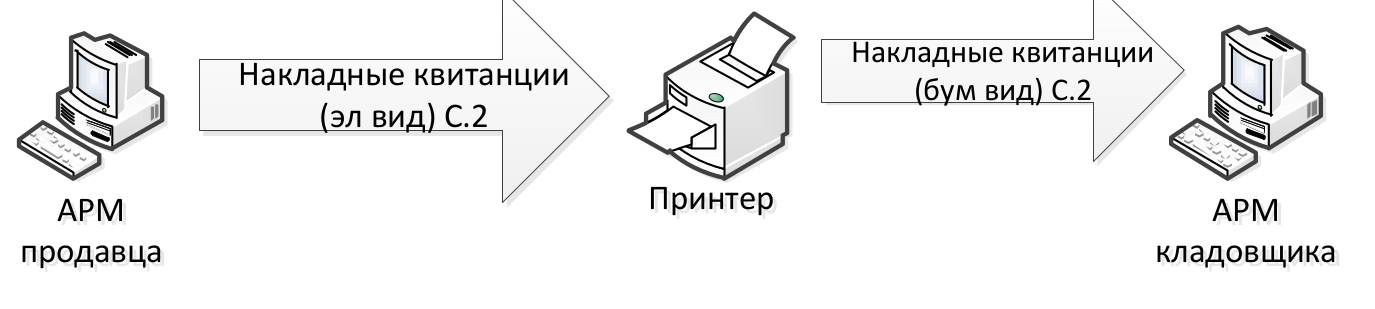 Накладные квитанции
(эл вид) С.2
Накладные квитанции
(бум вид) С.2
АРМ
продавца
Принтер
АРМ
кладовщика